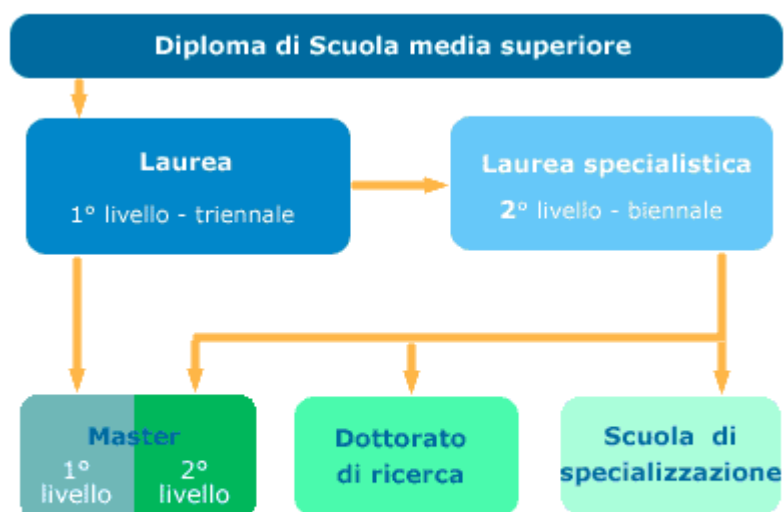 Diploma di Scuola media superiore
Laurea
1° livello - triennale
Laurea specialistica
2° livello - biennale
Master
1°
livello
2°
livello
Dottorato
di ricerca
Scuola di
specializzazione